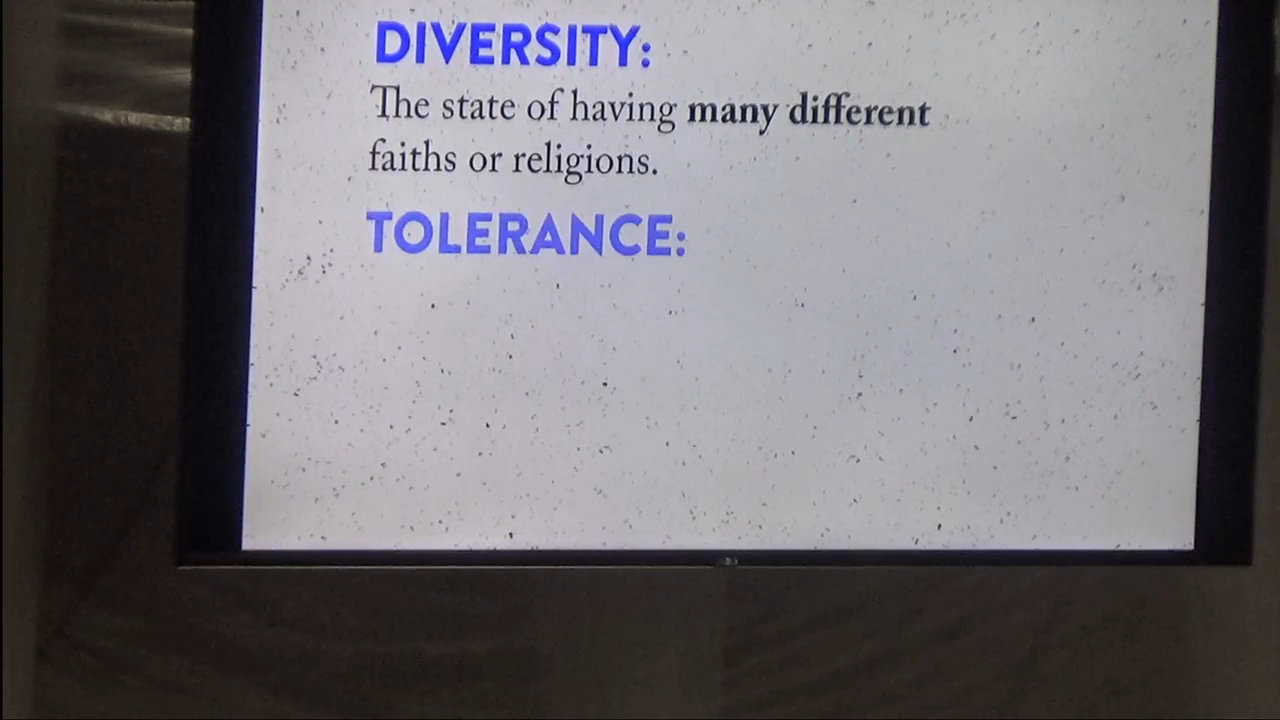 DIVERSITY:
The state of having many different
faiths or religions.
TOLERANCE: